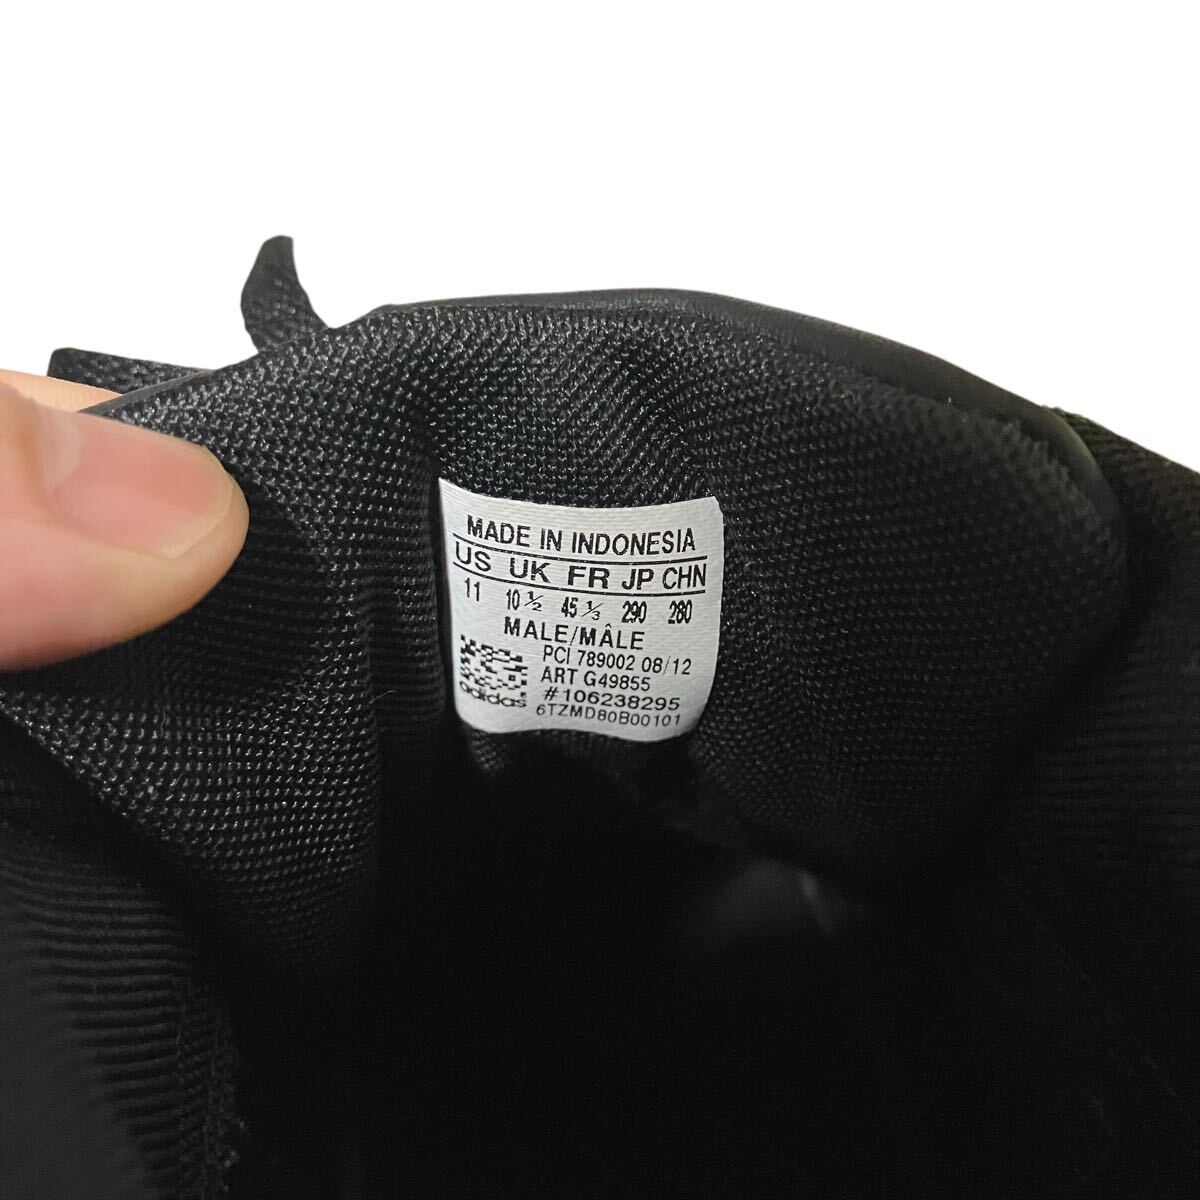 MADE IN INDONESIA
US UK FR JP CHN
11 10 ½ 45 ⅓ 290 280
MALE/MÂLE
PCI 789002 08/12
ART G49855
#106238295
adidas 6TZMD80B00101